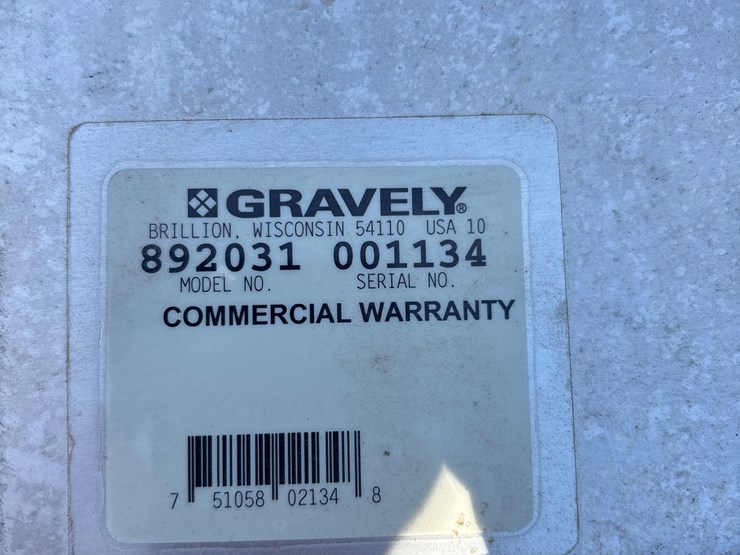 GRAVELY®
BRILLION, WISCONSIN 54110 USA 10
892031 001134
MODEL NO. SERIAL NO.
COMMERCIAL WARRANTY
7 51058 02134 8